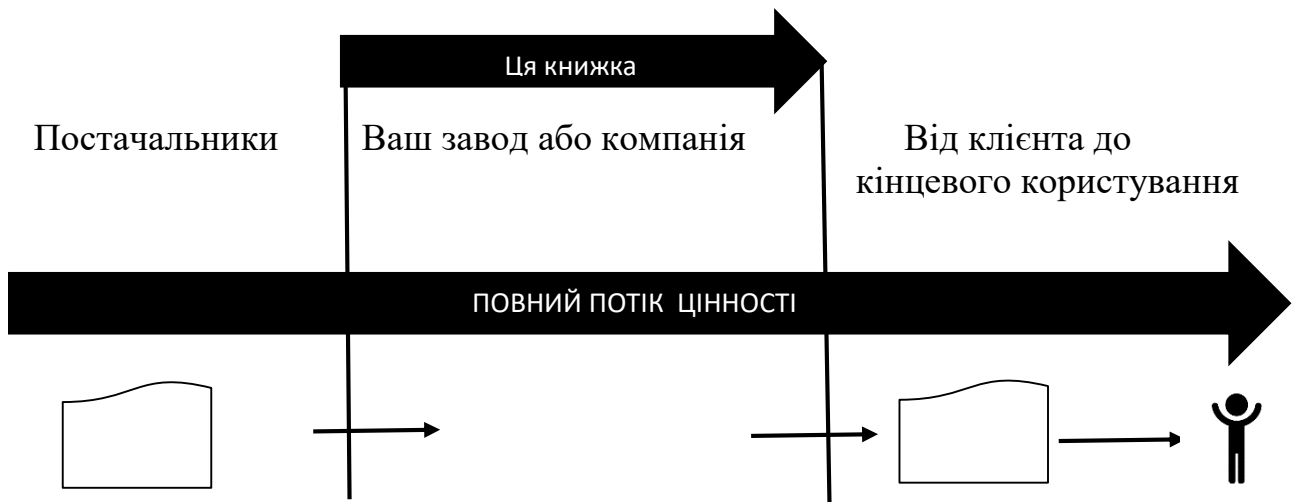 Ця книжка
Постачальники
Ваш завод або компанія
Від клієнта до
кінцевого користування
ПОВНИЙ ПОТІК ЦІННОСТІ